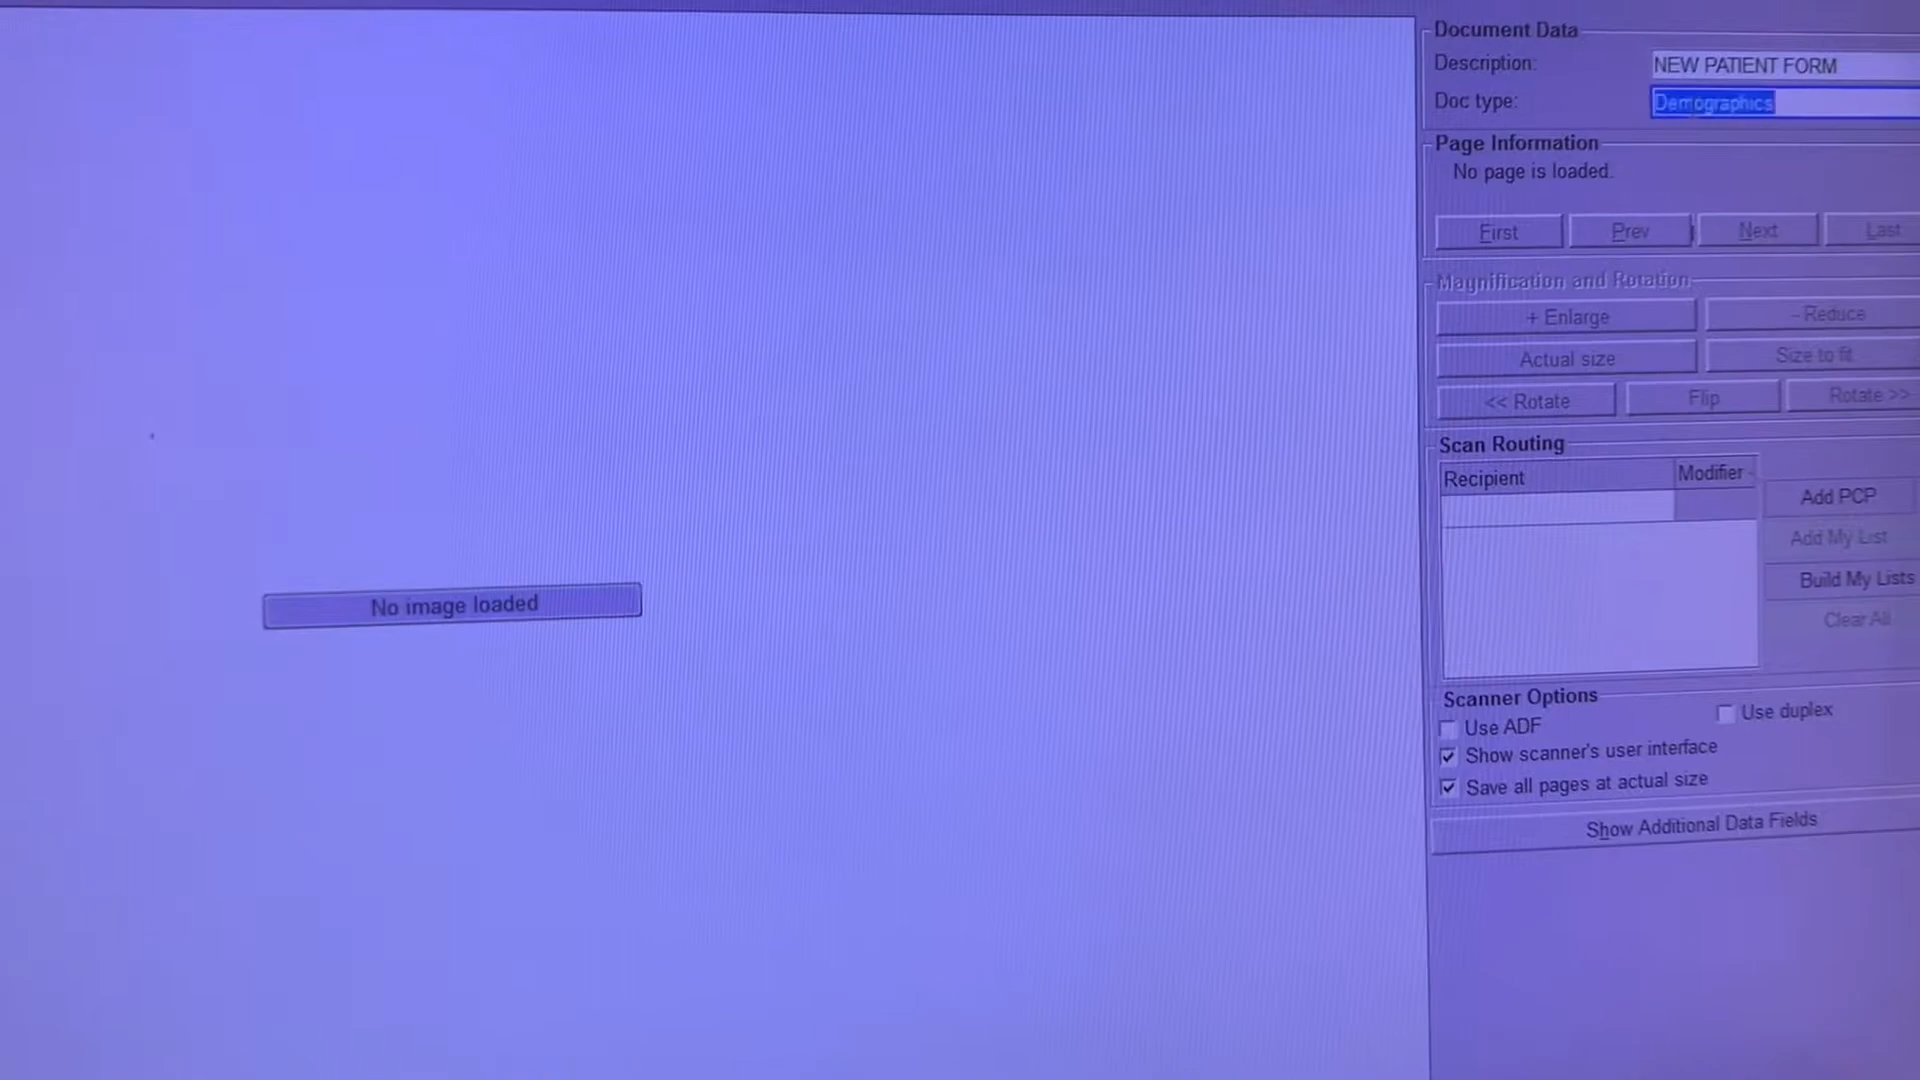 Document Data
Description: NEW PATIENT FORM
Doc type: Demographics
Page Information
No page is loaded.
First Prev Next Last
Magnification and Rotation
+ Enlarge - Reduce
Actual size Size to fit
<< Rotate Flip Rotate >>
Scan Routing
Recipient Modifier
Add PCP
Add My List
Build My Lists
Clear All
No image loaded
Scanner Options
Use ADF Use duplex
Show scanner's user interface
Save all pages at actual size
Show Additional Data Fields